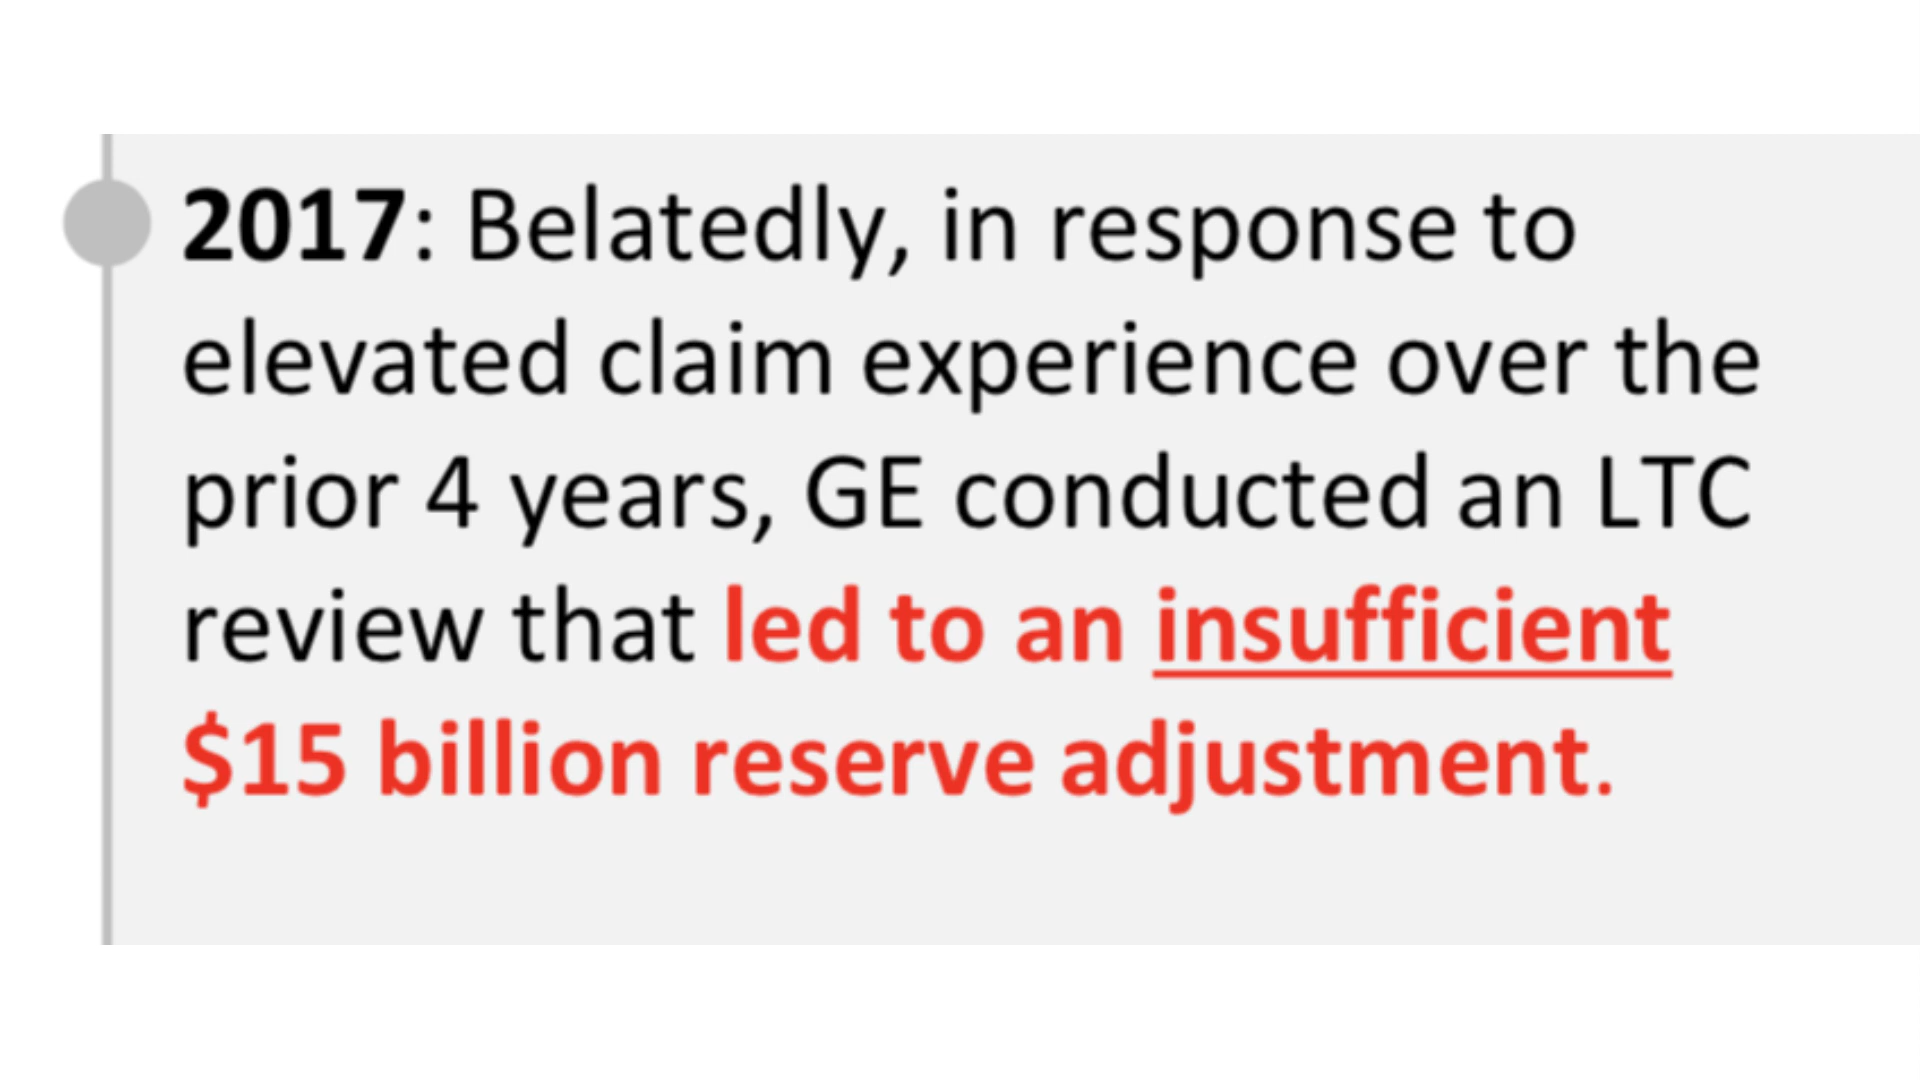 2017: Belatedly, in response to
elevated claim experience over the
prior 4 years, GE conducted an LTC
review that led to an insufficient
$15 billion reserve adjustment.